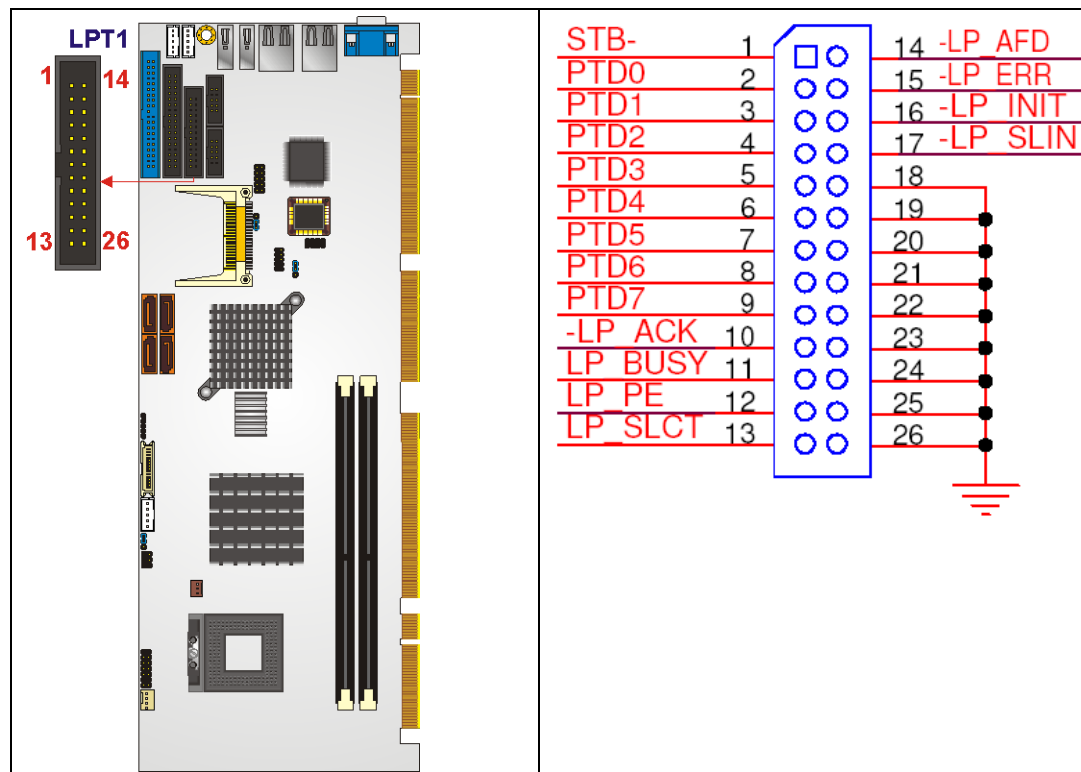 LPT1
1 14
13 26
STB- 1 14 -LP_AFD
PTD0 2 15 -LP_ERR
PTD1 3 16 -LP_INIT
PTD2 4 17 -LP_SLIN
PTD3 5 18
PTD4 6 19
PTD5 7 20
PTD6 8 21
PTD7 9 22
-LP_ACK 10 23
LP_BUSY 11 24
LP_PE 12 25
LP_SLCT 13 26